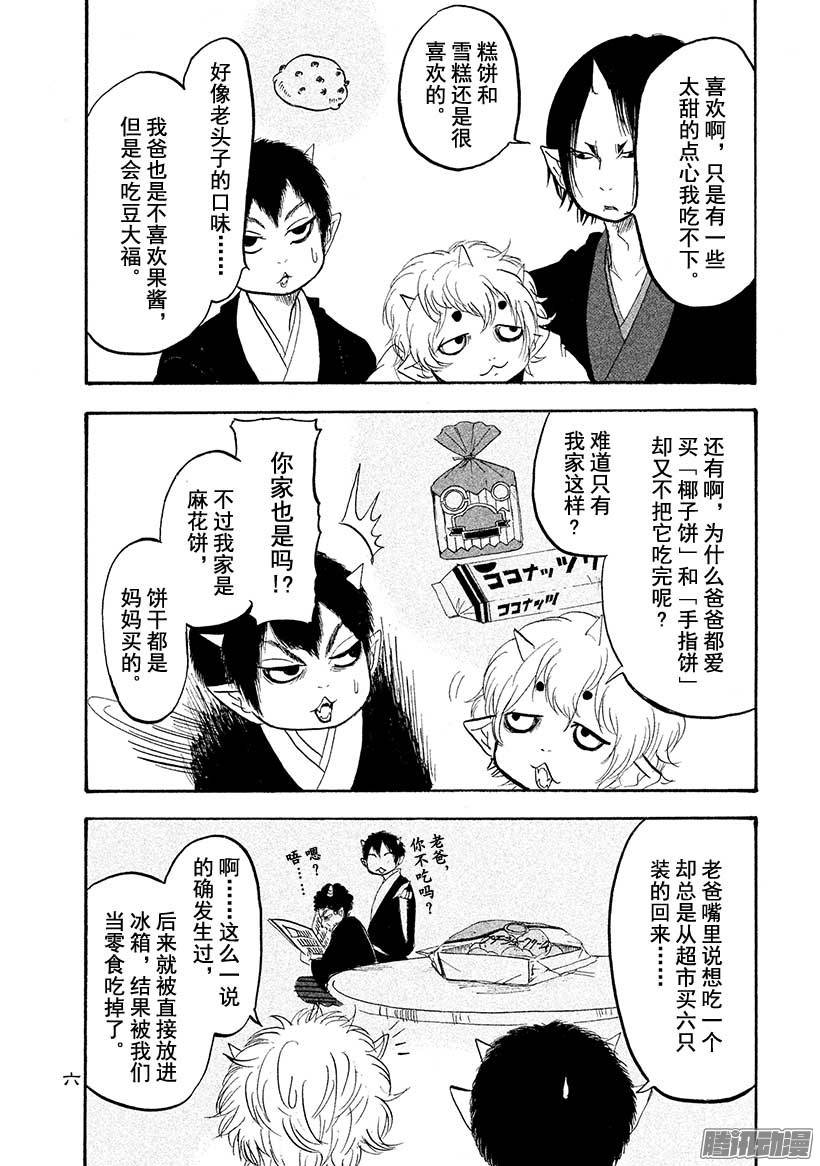 喜欢啊，只是有一些
太甜的点心我吃不下。
糕饼和
雪糕还是很
喜欢的。
好像老头子的口味……
我爸也是不喜欢果酱，
但是会吃豆大福。
还有啊，为什么爸爸都爱
买「椰子饼」和「手指饼」
却又不把它吃完呢？
难道只有
我家这样？
ココナッツサ
ココナッツ
你家也是吗！？
不过我家是
麻花饼，
饼干都是
妈妈买的。
老爸嘴里说想吃一个
却总是从超市买六只
装的回来……
老爸，
你不吃吗？
嗯？
唔……
啊……这么一说
的确发生过，
后来就被直接放进
冰箱，结果被我们
当零食吃掉了。
六
腾讯动漫